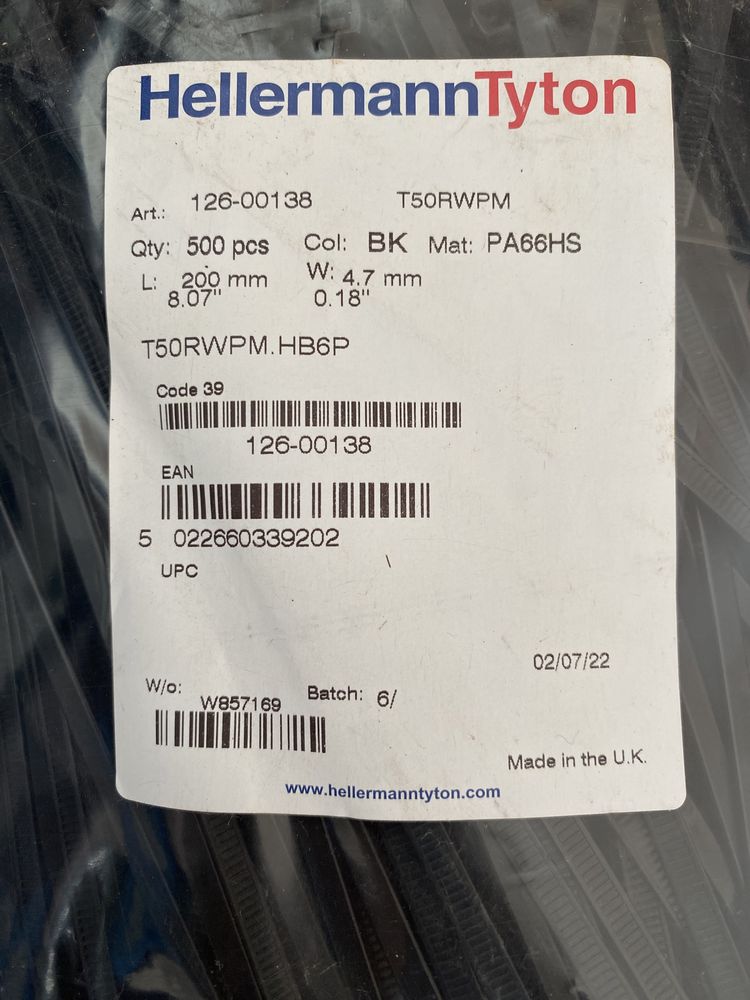 HellermannTyton
Art.: 126-00138 T50RWPM
Qty: 500 pcs Col: BK Mat: PA66HS
L: 200 mm W: 4.7 mm
8.07" 0.18"
T50RWPM.HB6P
Code 39
126-00138
EAN
5 022660339202
UPC
02/07/22
W/o: W857169 Batch: 6/
Made in the U.K.
www.hellermanntyton.com